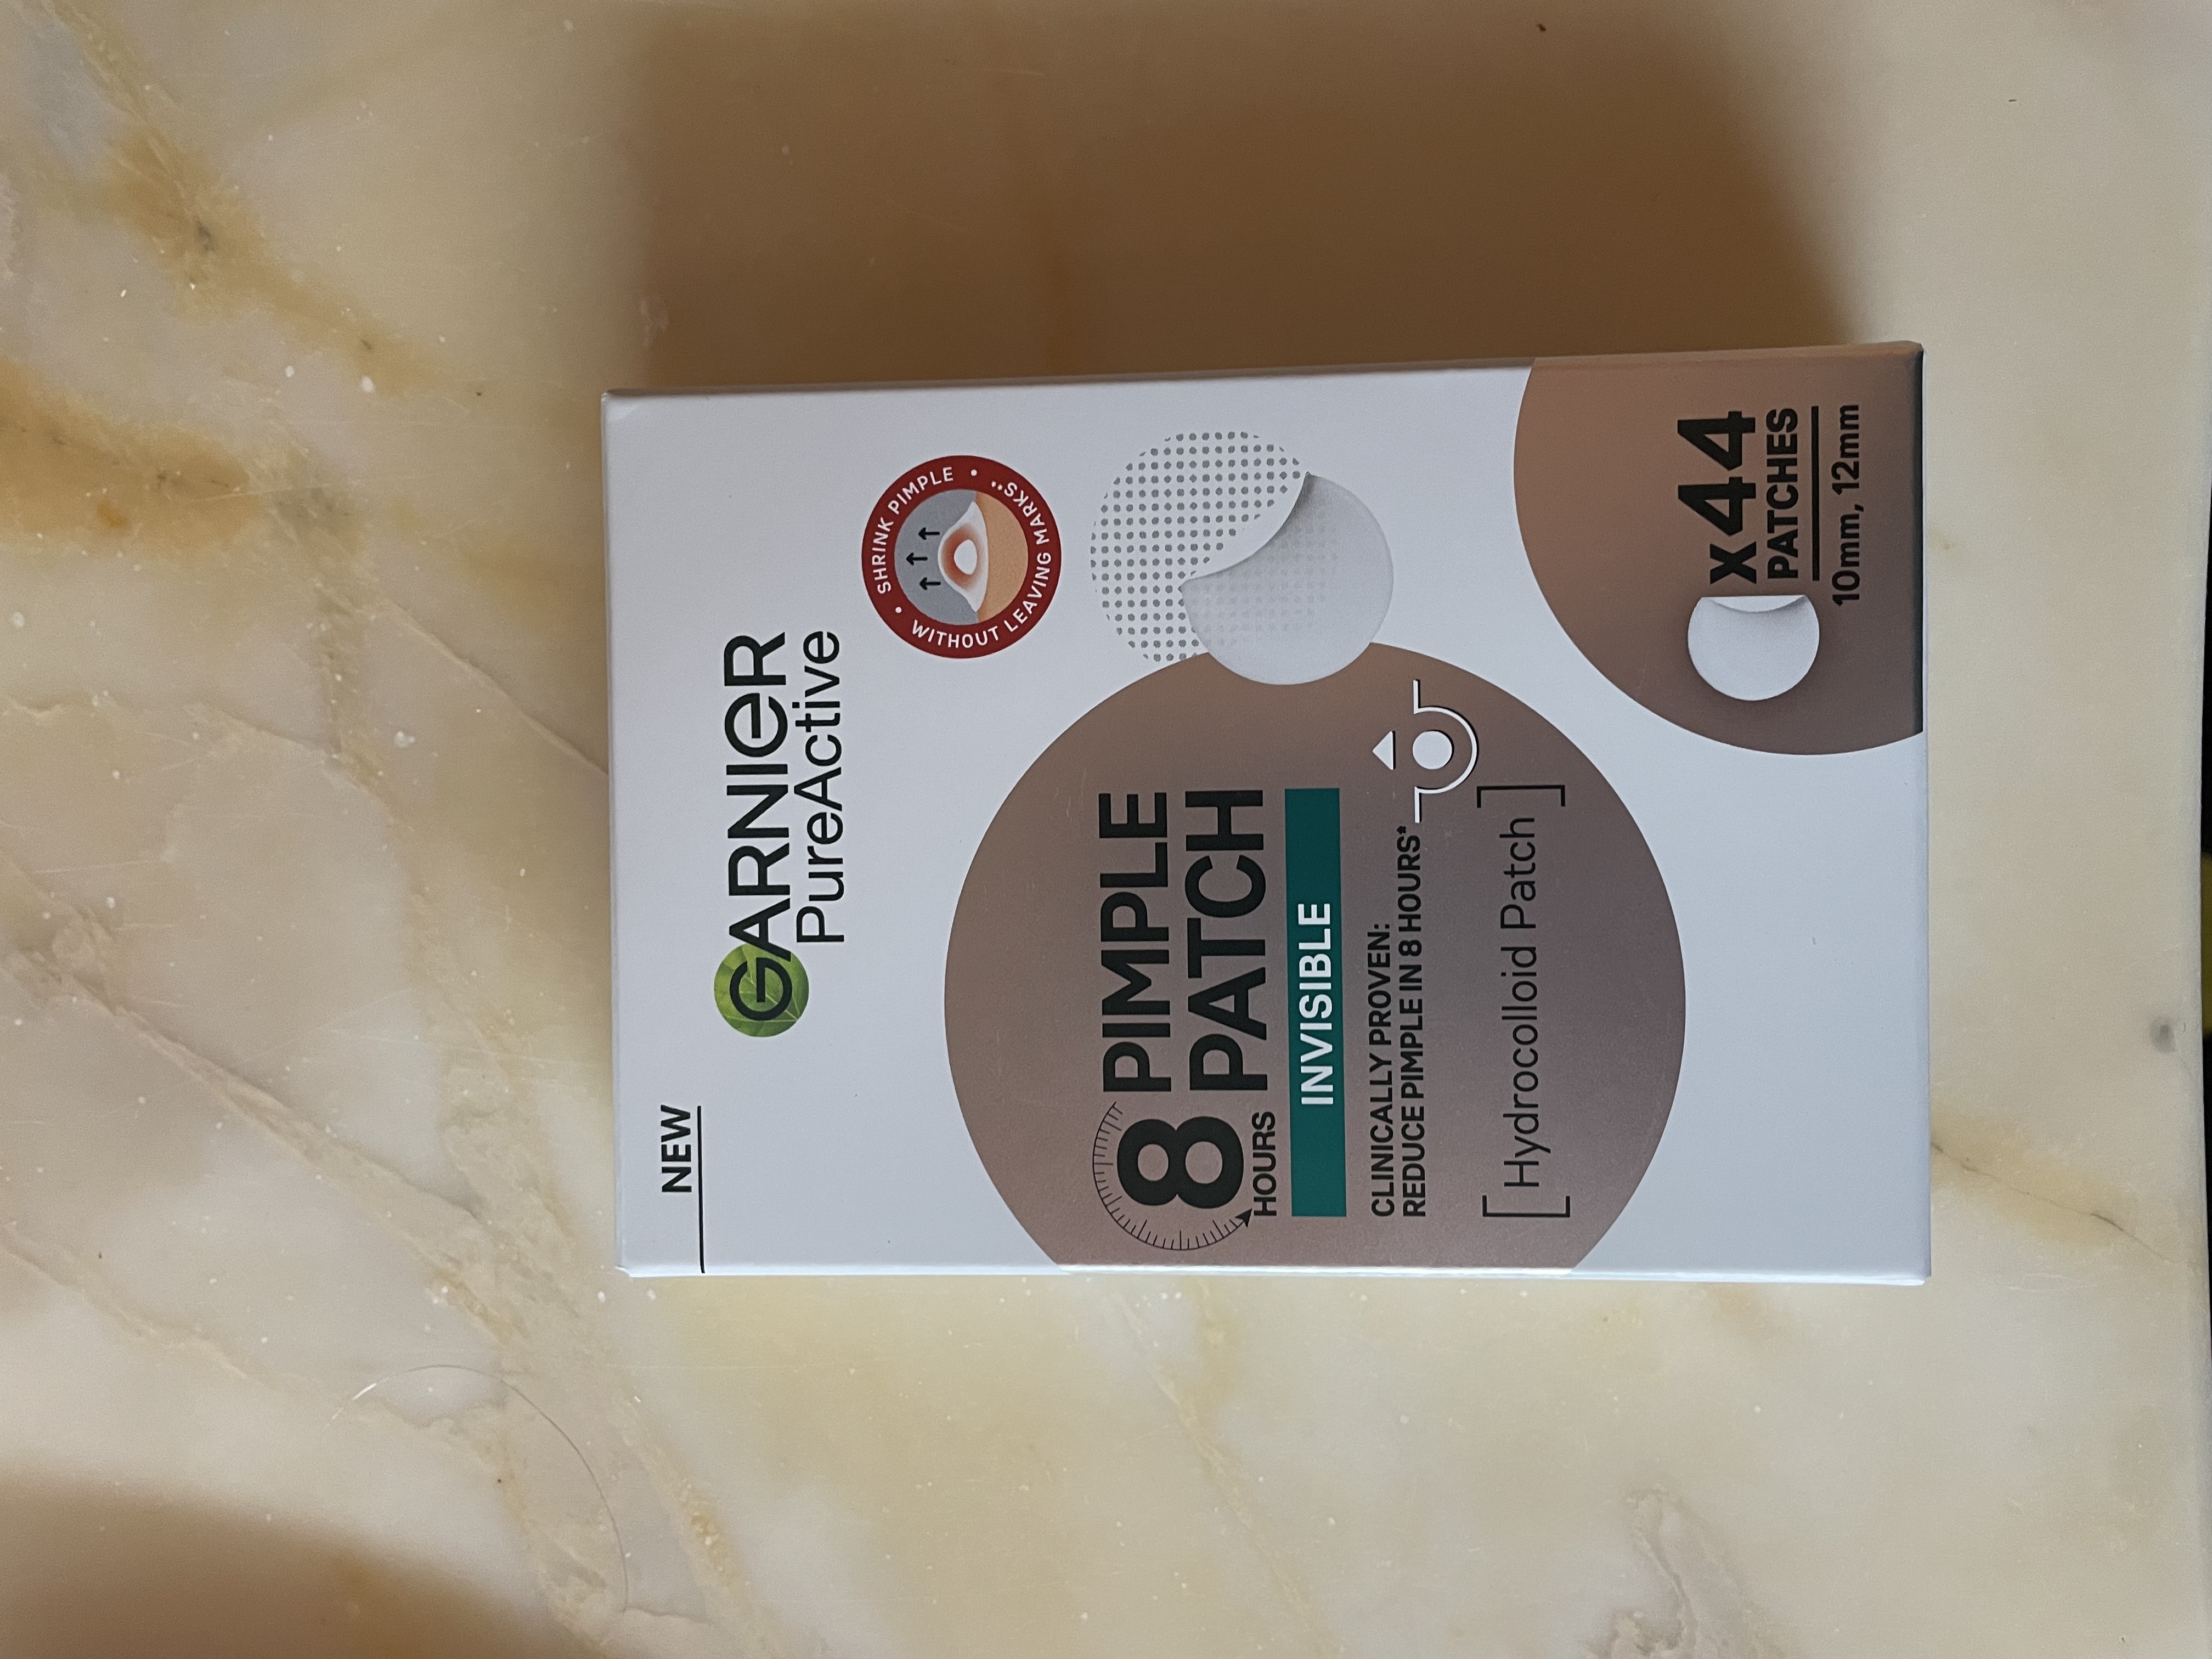 NEW
GARNIER
PureActive
• SHRINK PIMPLE •
WITHOUT LEAVING MARKS**
8 HOURS
PIMPLE
PATCH
INVISIBLE
CLINICALLY PROVEN:
REDUCE PIMPLE IN 8 HOURS*
[Hydrocolloid Patch]
x44
PATCHES
10mm, 12mm